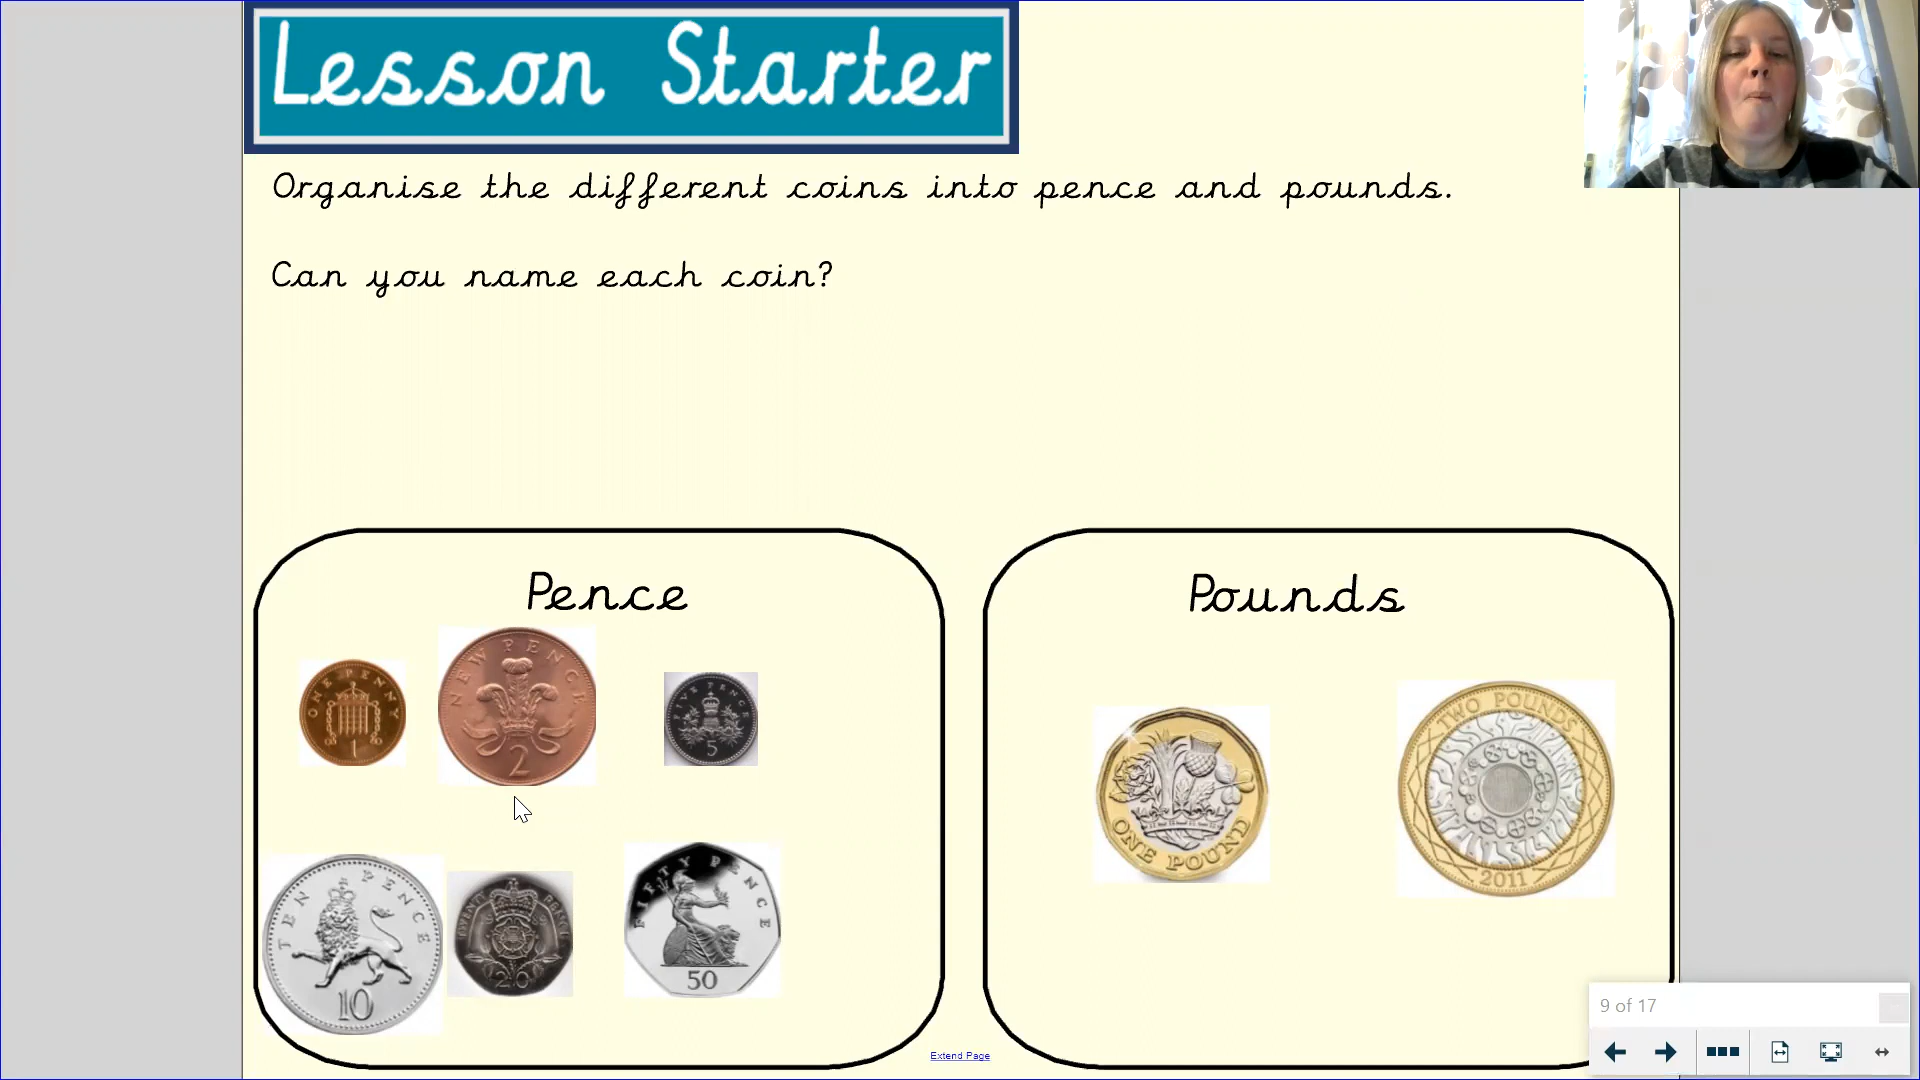 Lesson Starter
Organise the different coins into pence and pounds.
Can you name each coin?
Pence
Pounds
ONE PENNY
1
NEW PENCE
2
FIVE PENCE
5
ONE POUND
TWO POUNDS
2011
TEN PENCE
10
TWENTY PENCE
20
FIFTY PENCE
50
Extend Page
9 of 17